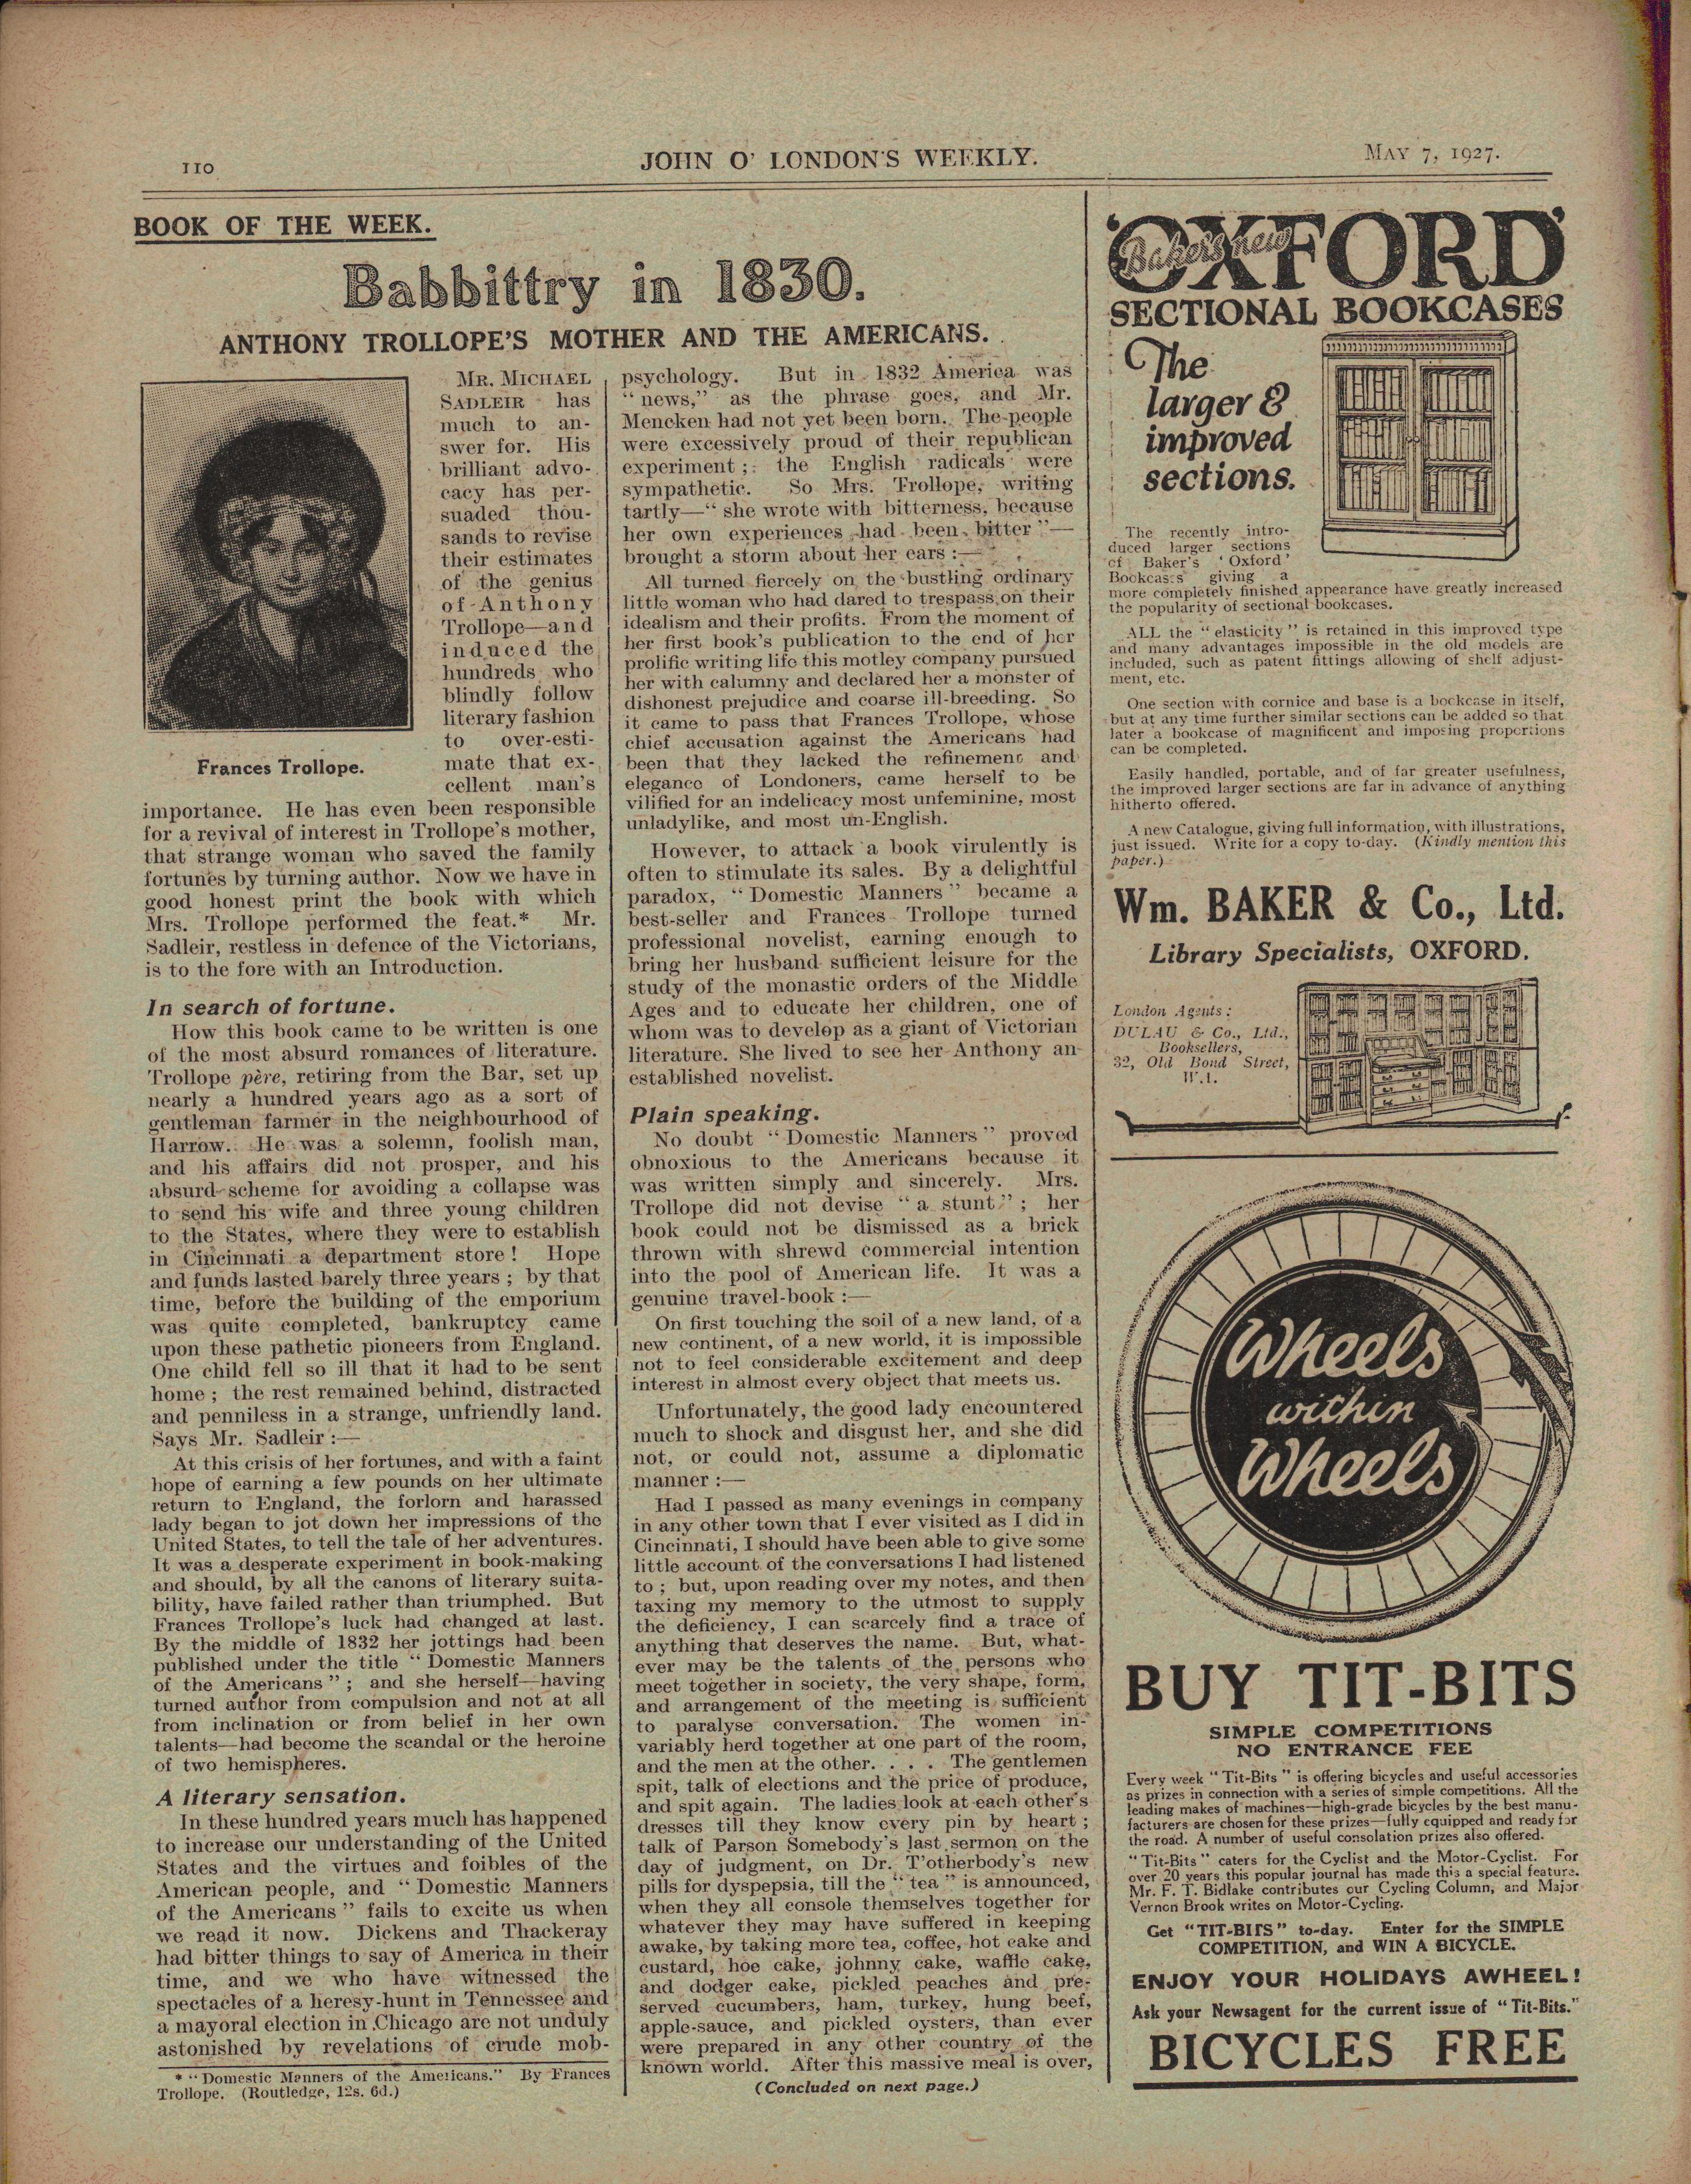 110
JOHN O' LONDON'S WEEKLY.
MAY 7, 1927.
BOOK OF THE WEEK.
Babbittry in 1830.
ANTHONY TROLLOPE'S MOTHER AND THE AMERICANS.
Frances Trollope.
MR. MICHAEL
SADLEIR has
much to an-
swer for. His
brilliant advo-
cacy has per-
suaded thou-
sands to revise
their estimates
of the genius
of Anthony
Trollope—and
induced the
hundreds who
blindly follow
literary fashion
to over-esti-
mate that ex-
cellent man's
importance. He has even been responsible
for a revival of interest in Trollope's mother,
that strange woman who saved the family
fortunes by turning author. Now we have in
good honest print the book with which
Mrs. Trollope performed the feat.* Mr.
Sadleir, restless in defence of the Victorians,
is to the fore with an Introduction.
In search of fortune.
How this book came to be written is one
of the most absurd romances of literature.
Trollope père, retiring from the Bar, set up
nearly a hundred years ago as a sort of
gentleman farmer in the neighbourhood of
Harrow. He was a solemn, foolish man,
and his affairs did not prosper, and his
absurd scheme for avoiding a collapse was
to send his wife and three young children
to the States, where they were to establish
in Cincinnati a department store! Hope
and funds lasted barely three years; by that
time, before the building of the emporium
was quite completed, bankruptcy came
upon these pathetic pioneers from England.
One child fell so ill that it had to be sent
home; the rest remained behind, distracted
and penniless in a strange, unfriendly land.
Says Mr. Sadleir:—
At this crisis of her fortunes, and with a faint
hope of earning a few pounds on her ultimate
return to England, the forlorn and harassed
lady began to jot down her impressions of the
United States, to tell the tale of her adventures.
It was a desperate experiment in book-making
and should, by all the canons of literary suita-
bility, have failed rather than triumphed. But
Frances Trollope's luck had changed at last.
By the middle of 1832 her jottings had been
published under the title "Domestic Manners
of the Americans"; and she herself—having
turned author from compulsion and not at all
from inclination or from belief in her own
talents—had become the scandal or the heroine
of two hemispheres.
A literary sensation.
In these hundred years much has happened
to increase our understanding of the United
States and the virtues and foibles of the
American people, and "Domestic Manners
of the Americans" fails to excite us when
we read it now. Dickens and Thackeray
had bitter things to say of America in their
time, and we who have witnessed the
spectacles of a heresy-hunt in Tennessee and
a mayoral election in Chicago are not unduly
astonished by revelations of crude mob-
* "Domestic Manners of the Americans." By Frances
Trollope. (Routledge, 12s. 6d.)
psychology. But in 1832 America was
"news," as the phrase goes, and Mr.
Mencken had not yet been born. The people
were excessively proud of their republican
experiment; the English radicals were
sympathetic. So Mrs. Trollope, writing
tartly—"she wrote with bitterness, because
her own experiences had been bitter"—
brought a storm about her ears:—
All turned fiercely on the bustling ordinary
little woman who had dared to trespass on their
idealism and their profits. From the moment of
her first book's publication to the end of her
prolific writing life this motley company pursued
her with calumny and declared her a monster of
dishonest prejudice and coarse ill-breeding. So
it came to pass that Frances Trollope, whose
chief accusation against the Americans had
been that they lacked the refinement and
elegance of Londoners, came herself to be
vilified for an indelicacy most unfeminine, most
unladylike, and most un-English.
However, to attack a book virulently is
often to stimulate its sales. By a delightful
paradox, "Domestic Manners" became a
best-seller and Frances Trollope turned
professional novelist, earning enough to
bring her husband sufficient leisure for the
study of the monastic orders of the Middle
Ages and to educate her children, one of
whom was to develop as a giant of Victorian
literature. She lived to see her Anthony an
established novelist.
Plain speaking.
No doubt "Domestic Manners" proved
obnoxious to the Americans because it
was written simply and sincerely. Mrs.
Trollope did not devise "a stunt"; her
book could not be dismissed as a brick
thrown with shrewd commercial intention
into the pool of American life. It was a
genuine travel-book:—
On first touching the soil of a new land, of a
new continent, of a new world, it is impossible
not to feel considerable excitement and deep
interest in almost every object that meets us.
Unfortunately, the good lady encountered
much to shock and disgust her, and she did
not, or could not, assume a diplomatic
manner:—
Had I passed as many evenings in company
in any other town that I ever visited as I did in
Cincinnati, I should have been able to give some
little account of the conversations I had listened
to; but, upon reading over my notes, and then
taxing my memory to the utmost to supply
the deficiency, I can scarcely find a trace of
anything that deserves the name. But, what-
ever may be the talents of the persons who
meet together in society, the very shape, form,
and arrangement of the meeting is sufficient
to paralyse conversation. The women in-
variably herd together at one part of the room,
and the men at the other. . . . The gentlemen
spit, talk of elections and the price of produce,
and spit again. The ladies look at each other's
dresses till they know every pin by heart;
talk of Parson Somebody's last sermon on the
day of judgment, on Dr. T'otherbody's new
pills for dyspepsia, till the "tea" is announced,
when they all console themselves together for
whatever they may have suffered in keeping
awake, by taking more tea, coffee, hot cake and
custard, hoe cake, johnny cake, waffle cake,
and dodger cake, pickled peaches and pre-
served cucumbers, ham, turkey, hung beef,
apple-sauce, and pickled oysters, than ever
were prepared in any other country of the
known world. After this massive meal is over,
(Concluded on next page.)
Baker's new
'OXFORD'
SECTIONAL BOOKCASES
The
larger &
improved
sections.
The recently intro-
duced larger sections
of Baker's 'Oxford'
Bookcases giving a
more completely finished appearance have greatly increased
the popularity of sectional bookcases.
ALL the "elasticity" is retained in this improved type
and many advantages impossible in the old models are
included, such as patent fittings allowing of shelf adjust-
ment, etc.
One section with cornice and base is a bookcase in itself,
but at any time further similar sections can be added so that
later a bookcase of magnificent and imposing proportions
can be completed.
Easily handled, portable, and of far greater usefulness,
the improved larger sections are far in advance of anything
hitherto offered.
A new Catalogue, giving full information, with illustrations,
just issued. Write for a copy to-day. (Kindly mention this
paper.)
Wm. BAKER & Co., Ltd.
Library Specialists, OXFORD.
London Agents:
DULAU & Co., Ltd.,
Booksellers,
32, Old Bond Street,
W.1.
Wheels
within
Wheels
BUY TIT-BITS
SIMPLE COMPETITIONS
NO ENTRANCE FEE
Every week "Tit-Bits" is offering bicycles and useful accessories
as prizes in connection with a series of simple competitions. All the
leading makes of machines—high-grade bicycles by the best manu-
facturers are chosen for these prizes—fully equipped and ready for
the road. A number of useful consolation prizes also offered.
"Tit-Bits" caters for the Cyclist and the Motor-Cyclist. For
over 20 years this popular journal has made this a special feature.
Mr. F. T. Bidlake contributes our Cycling Column, and Major
Vernon Brook writes on Motor-Cycling.
Get "TIT-BITS" to-day. Enter for the SIMPLE
COMPETITION, and WIN A BICYCLE.
ENJOY YOUR HOLIDAYS AWHEEL!
Ask your Newsagent for the current issue of "Tit-Bits."
BICYCLES FREE